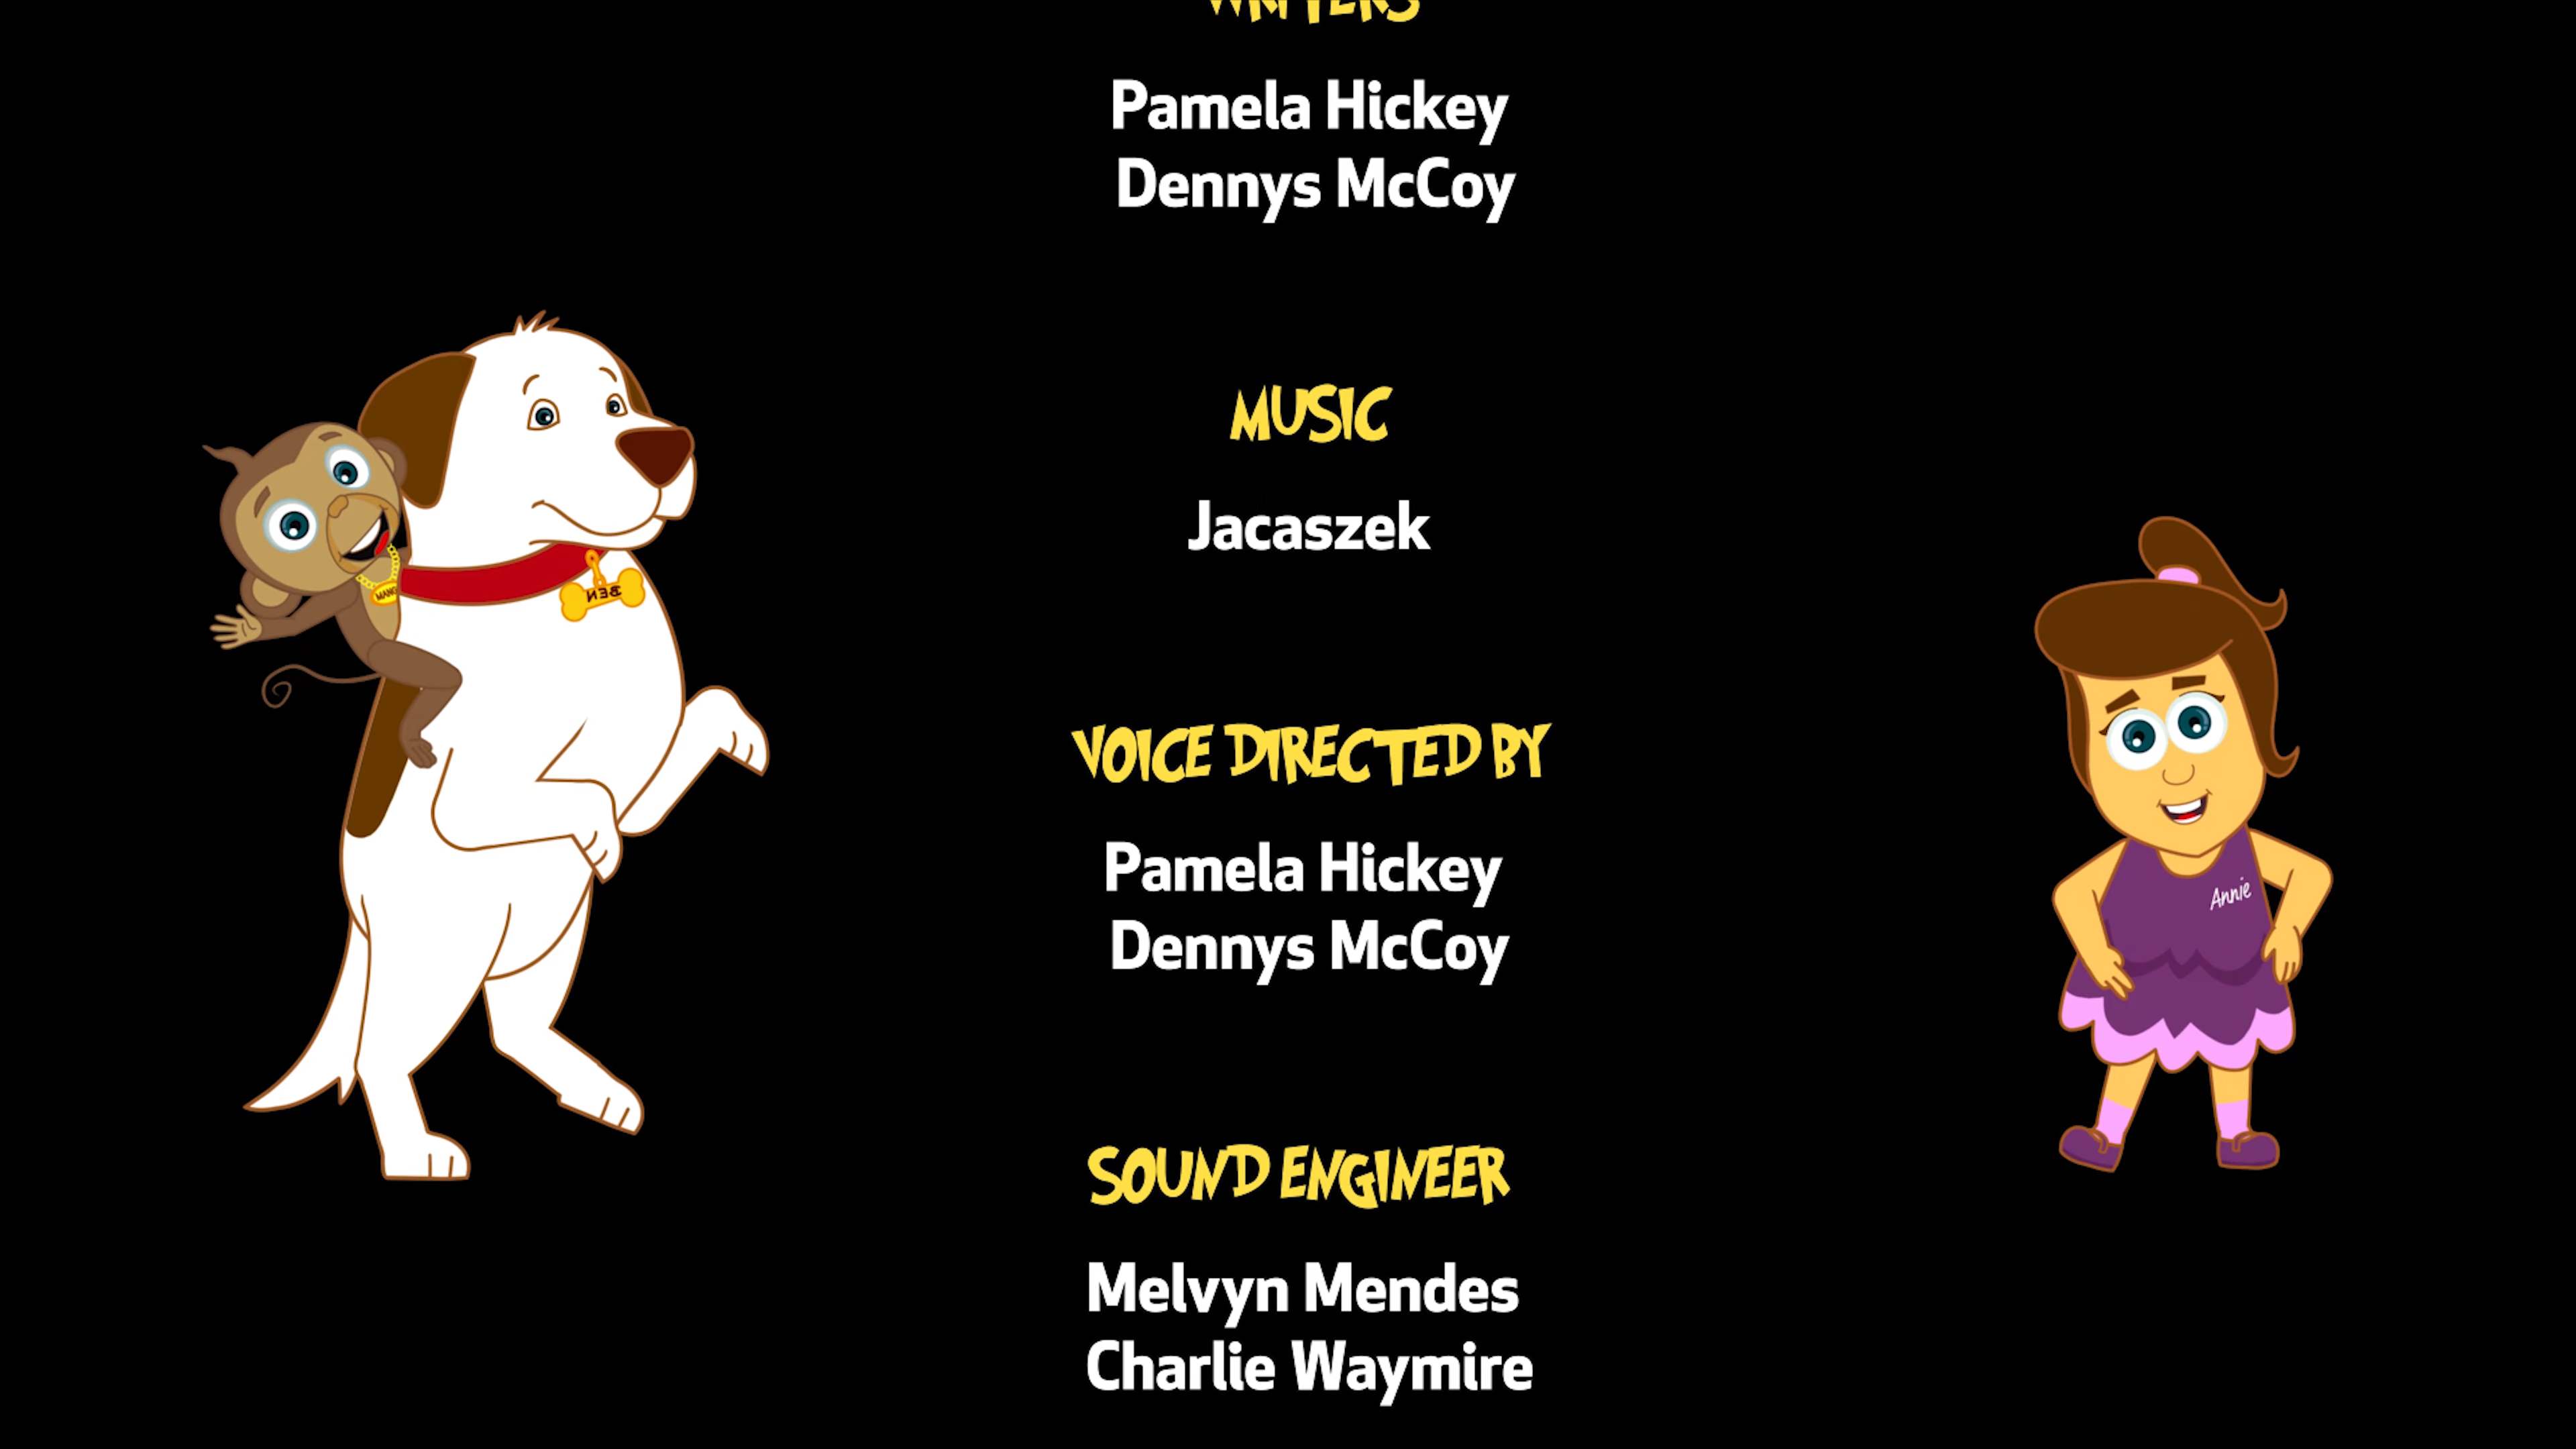 WRITERS
Pamela Hickey
Dennys McCoy
MUSIC
Jacaszek
VOICE DIRECTED BY
Pamela Hickey
Dennys McCoy
SOUND ENGINEER
Melvyn Mendes
Charlie Waymire
BEN
Annie